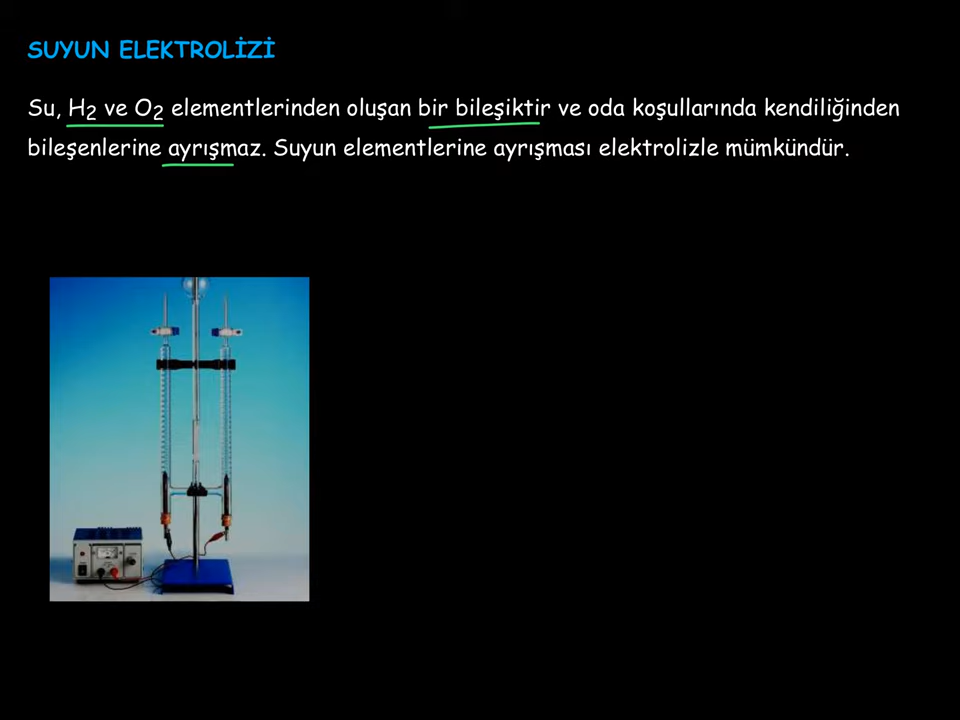 SUYUN ELEKTROLİZİ
Su, H2 ve O2 elementlerinden oluşan bir bileşiktir ve oda koşullarında kendiliğinden
bileşenlerine ayrışmaz. Suyun elementlerine ayrışması elektrolizle mümkündür.